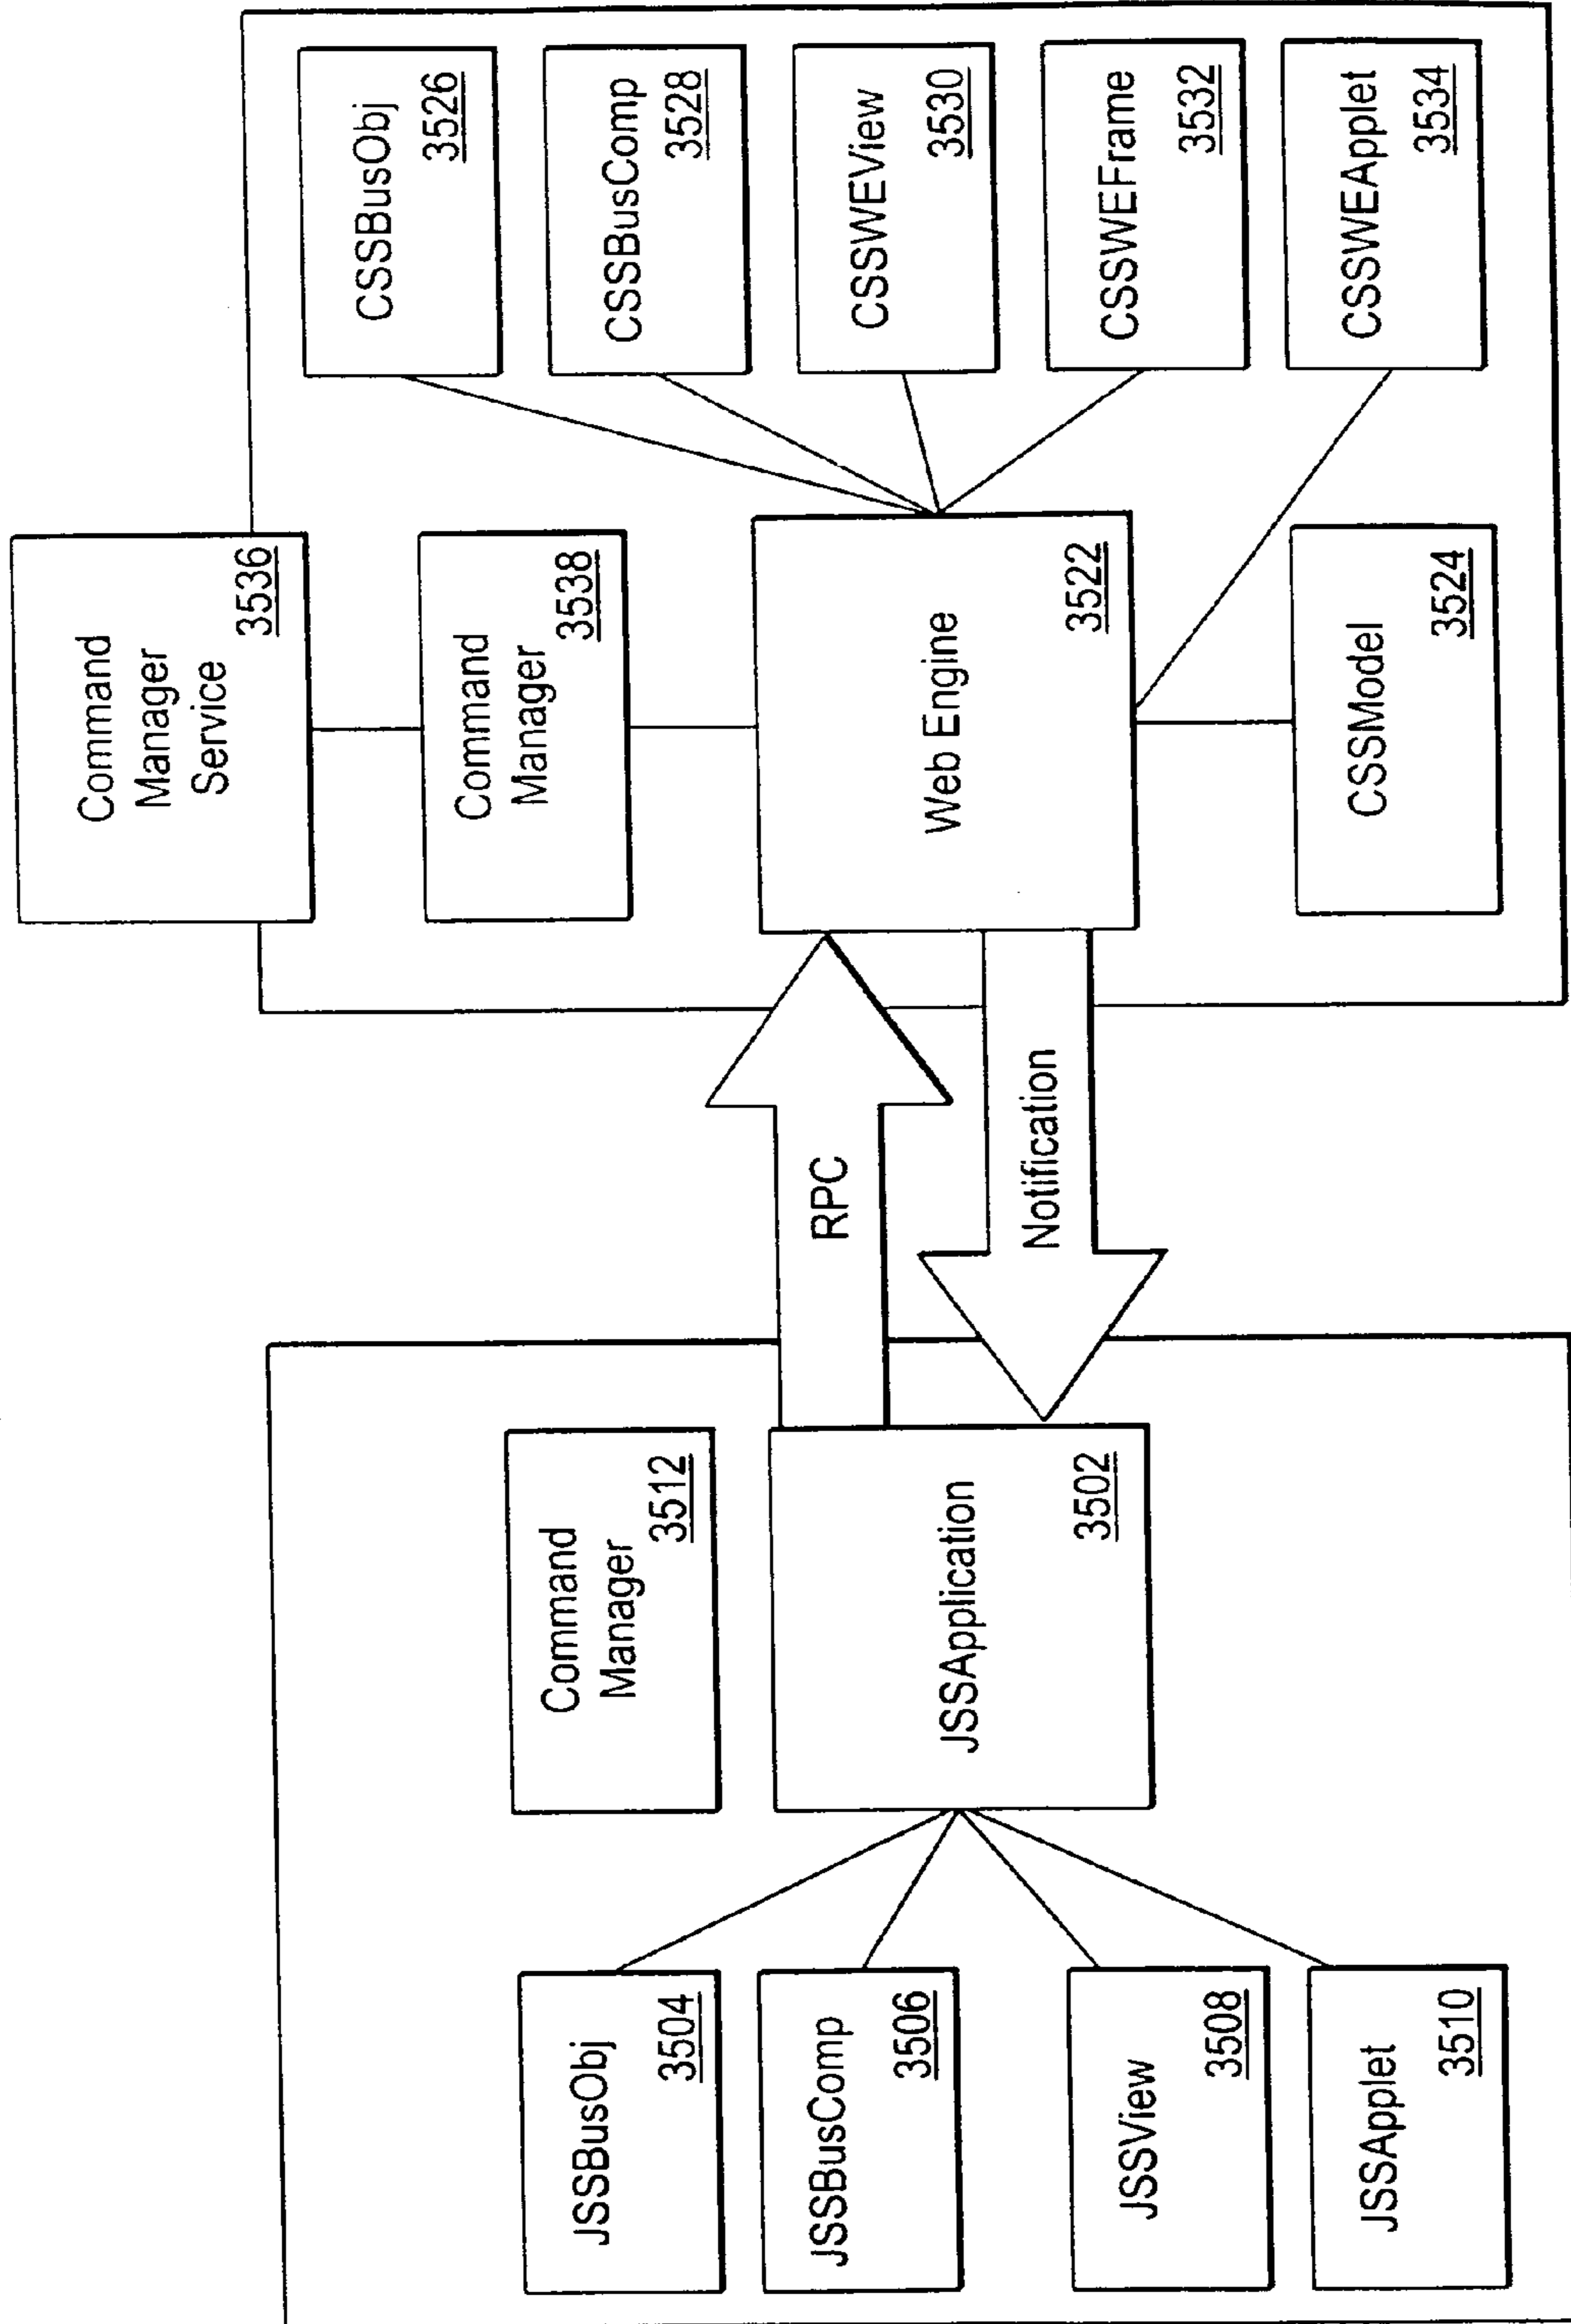 JSSBusObj
3504
JSSBusComp
3506
JSSView
3508
JSSApplet
3510
Command
Manager
3512
JSSApplication
3502
RPC
Notification
Command
Manager
Service
3536
Command
Manager
3538
Web Engine
3522
CSSModel
3524
CSSBusObj
3526
CSSBusComp
3528
CSSWEView
3530
CSSWEFrame
3532
CSSWEApplet
3534